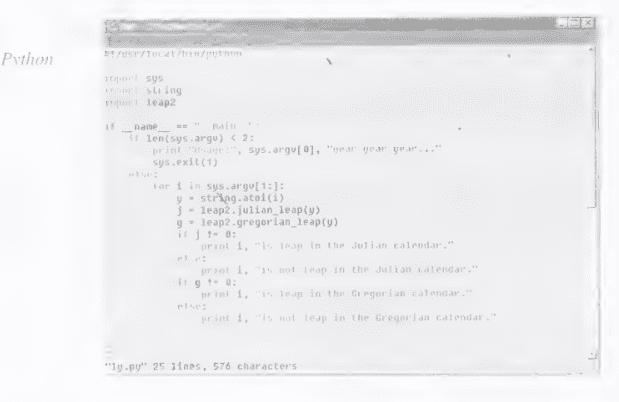 Python
#!/usr/local/bin/python
import sys
import string
import leap2
if __name__ == "__main__":
if len(sys.argv) < 2:
print "Usage:", sys.argv[0], "year year year..."
sys.exit(1)
else:
for i in sys.argv[1:]:
y = string.atoi(i)
j = leap2.julian_leap(y)
g = leap2.gregorian_leap(y)
if j != 0:
print i, "is leap in the Julian calendar."
else:
print i, "is not leap in the Julian calendar."
if g != 0:
print i, "is leap in the Gregorian calendar."
else:
print i, "is not leap in the Gregorian calendar."
"ly.py" 25 lines, 576 characters